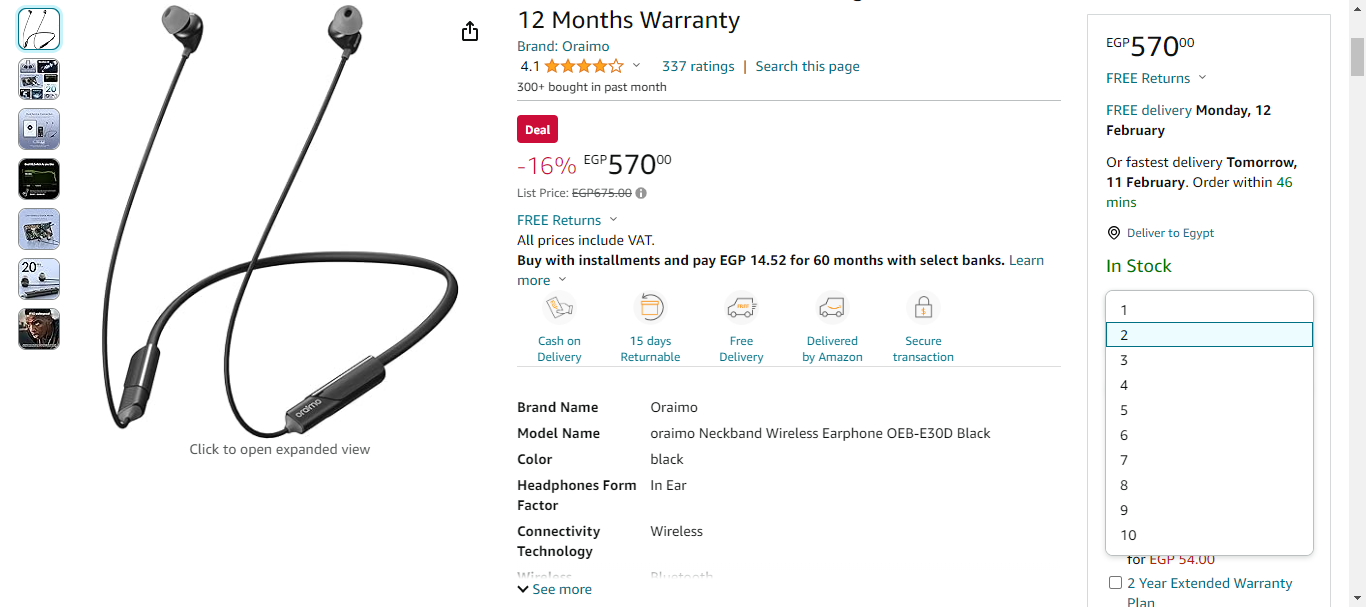 12 Months Warranty
Brand: Oraimo
4.1
337 ratings | Search this page
300+ bought in past month
Deal
-16% EGP570.00
List Price: EGP675.00
FREE Returns
All prices include VAT.
Buy with installments and pay EGP 14.52 for 60 months with select banks. Learn
more
Cash on
Delivery
15 days
Returnable
Free
Delivery
Delivered
by Amazon
Secure
transaction
Brand Name Oraimo
Model Name oraimo Neckband Wireless Earphone OEB-E30D Black
Color black
Headphones Form In Ear
Factor
Connectivity Wireless
Technology
Wireless Bluetooth
See more
20
oraimo
Click to open expanded view
EGP57000
FREE Returns
FREE delivery Monday, 12
February
Or fastest delivery Tomorrow,
11 February. Order within 46
mins
Deliver to Egypt
In Stock
1
2
3
4
5
6
7
8
9
10
for EGP 54.00
2 Year Extended Warranty
Plan